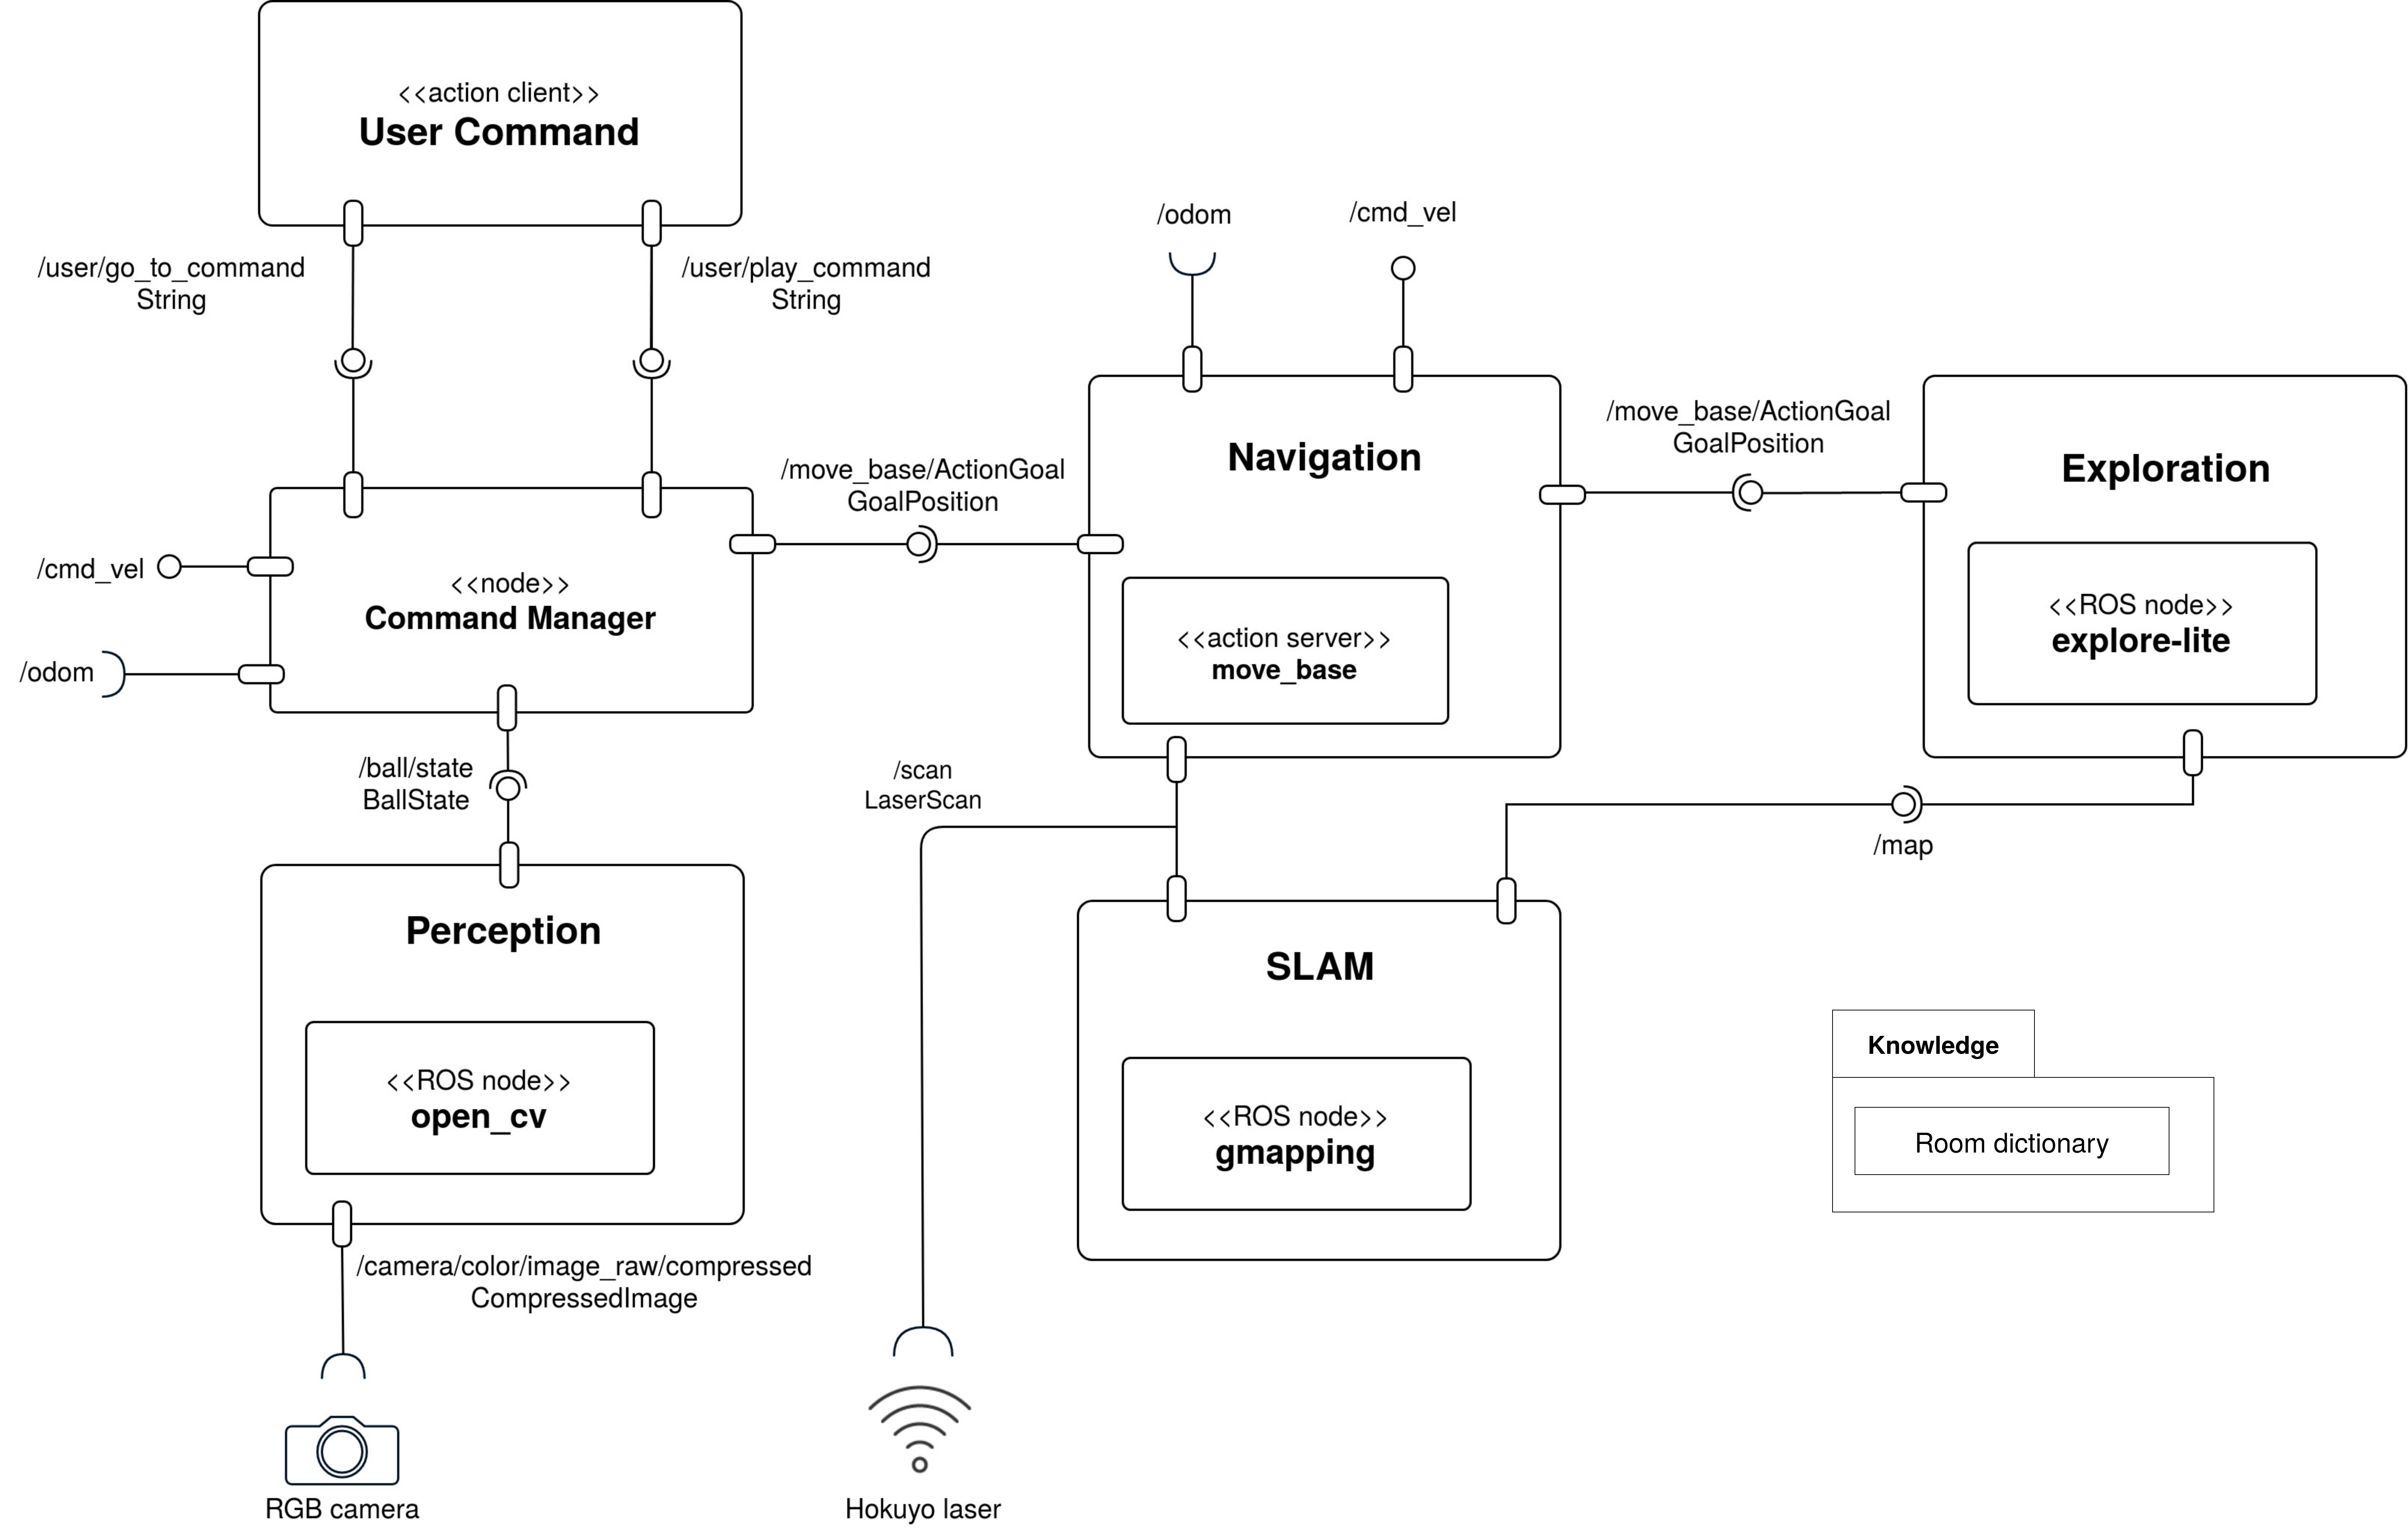 <<action client>>
User Command
/user/go_to_command
String
/user/play_command
String
/odom
/cmd_vel
/cmd_vel
/odom
<<node>>
Command Manager
/move_base/ActionGoal
GoalPosition
Navigation
<<action server>>
move_base
/move_base/ActionGoal
GoalPosition
Exploration
<<ROS node>>
explore-lite
/ball/state
BallState
/scan
LaserScan
/map
Perception
<<ROS node>>
open_cv
SLAM
<<ROS node>>
gmapping
Knowledge
Room dictionary
/camera/color/image_raw/compressed
CompressedImage
RGB camera
Hokuyo laser